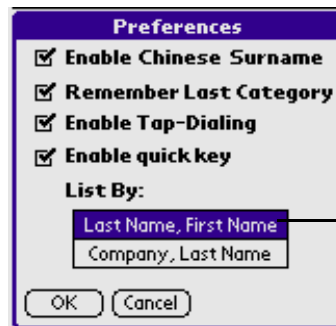 Preferences
Enable Chinese Surname
Remember Last Category
Enable Tap-Dialing
Enable quick key
List By:
Last Name, First Name
Company, Last Name
OK Cancel